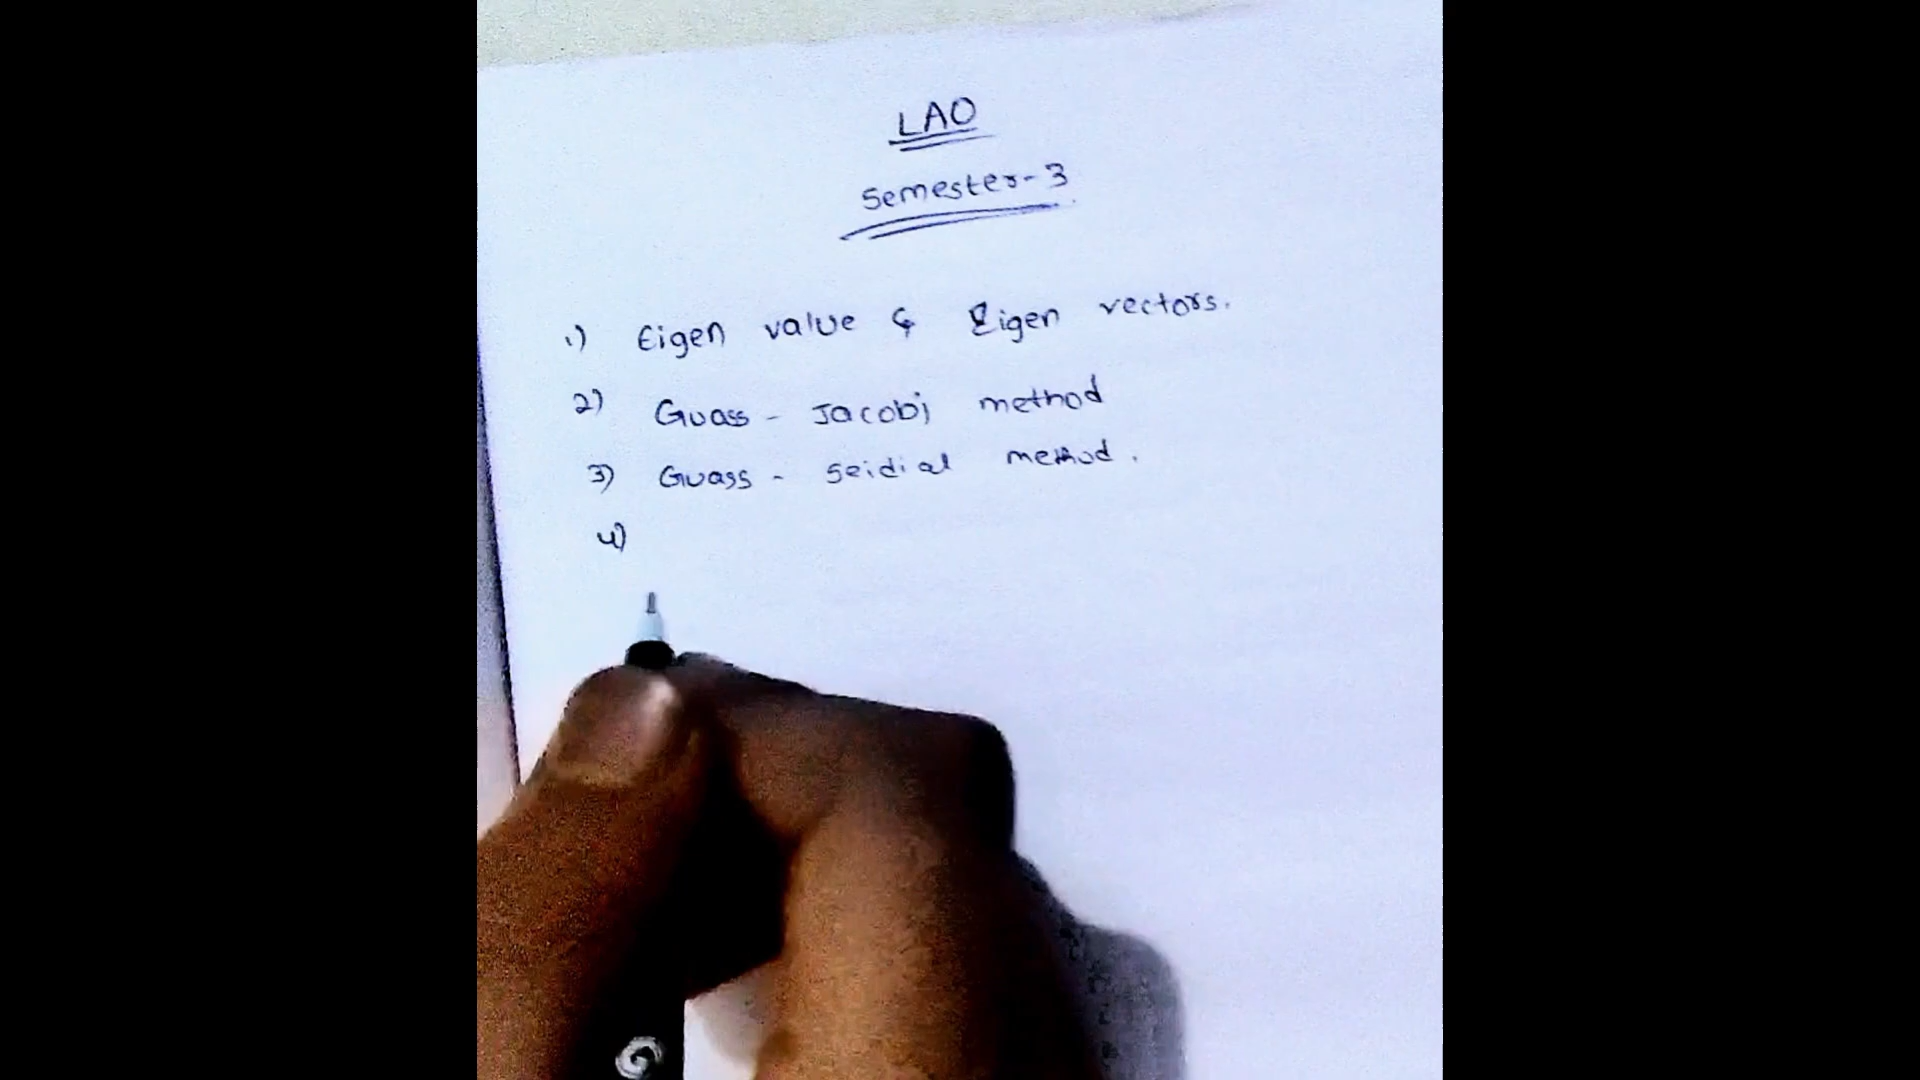 LAO
Semester-3
1) Eigen value & Eigen vectors.
2) Guass - Jacobi method
3) Guass - seidial method.
4)